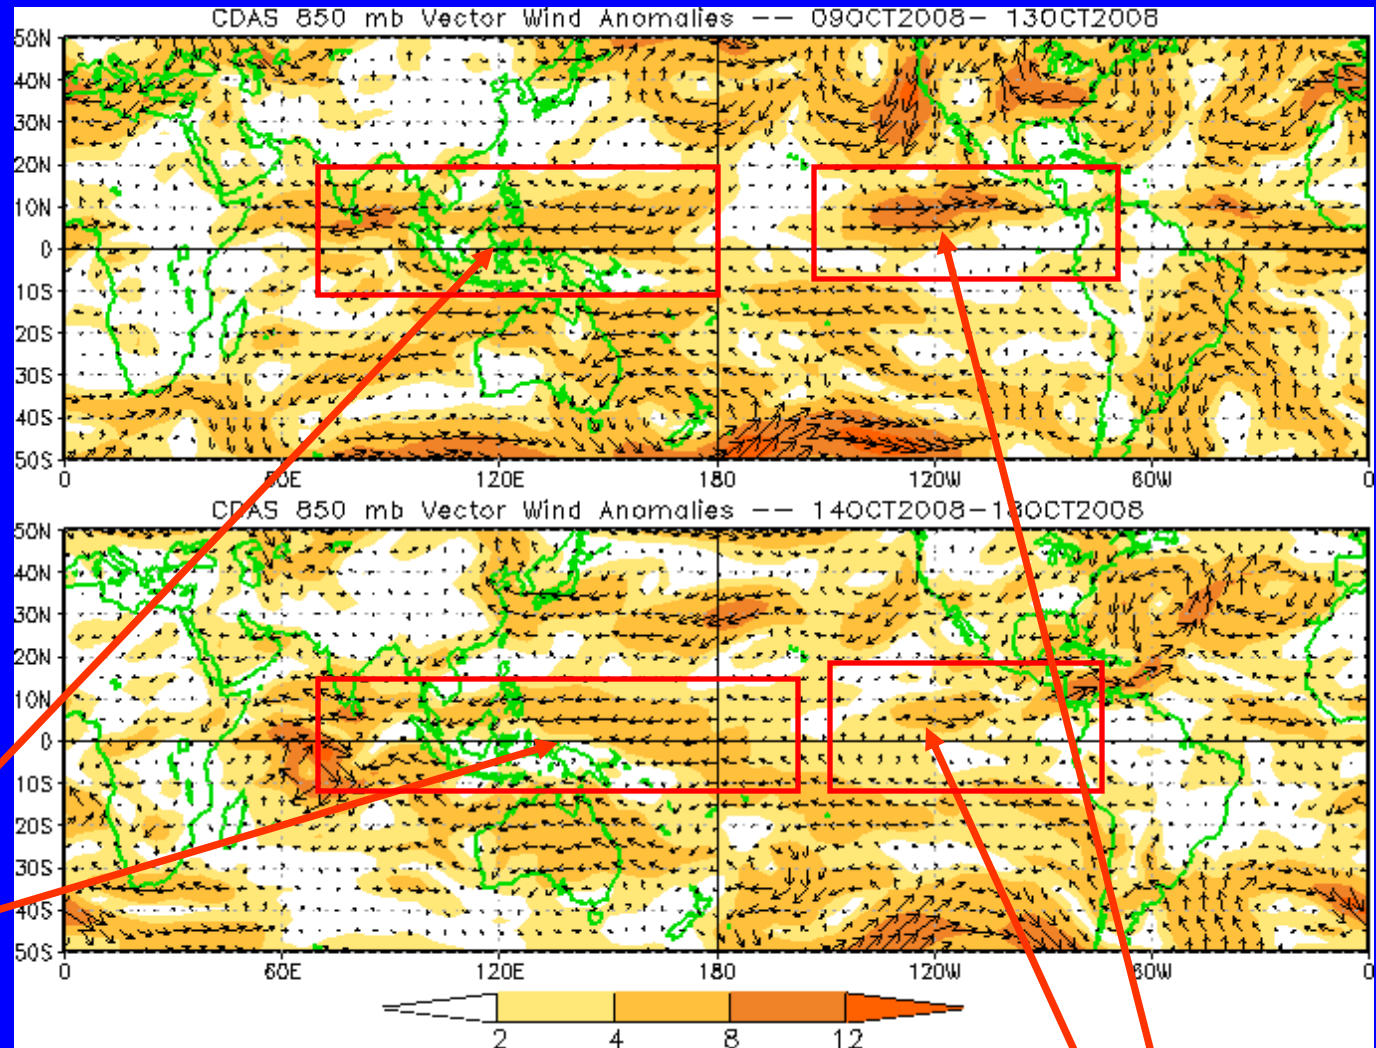 CDAS 850 mb Vector Wind Anomalies -- 09OCT2008- 13OCT2008
50N
40N
30N
20N
10N
0
10S
20S
30S
40S
50S
0 60E 120E 180 120W 60W 0
CDAS 850 mb Vector Wind Anomalies -- 14OCT2008-18OCT2008
50N
40N
30N
20N
10N
0
10S
20S
30S
40S
50S
0 60E 120E 180 120W 60W 0
2 4 8 12